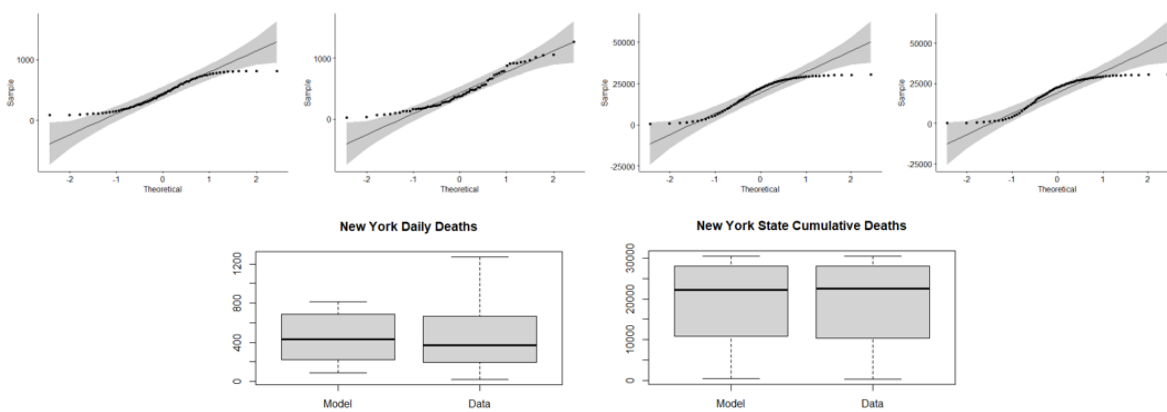 1000
0
Sample
-2 -1 0 1 2
Theoretical
1000
0
Sample
-2 -1 0 1 2
Theoretical
50000
25000
0
-25000
Sample
-2 -1 0 1 2
Theoretical
50000
25000
0
-25000
Sample
-2 -1 0 1 2
Theoretical
New York Daily Deaths
1200
800
400
0
Model Data
New York State Cumulative Deaths
30000
20000
10000
0
Model Data